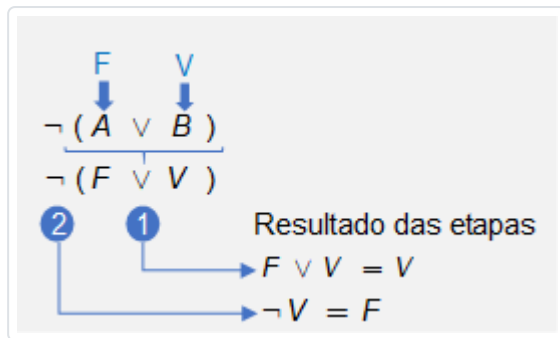 F V
¬ ( A ∨ B )
¬ ( F ∨ V )
2 1 Resultado das etapas
F ∨ V = V
¬ V = F